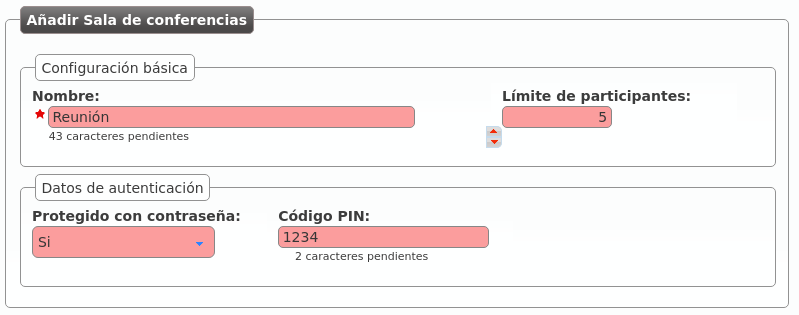 Añadir Sala de conferencias
Configuración básica
Nombre:
Límite de participantes:
Reunión
5
43 caracteres pendientes
Datos de autenticación
Protegido con contraseña:
Código PIN:
Si
1234
2 caracteres pendientes